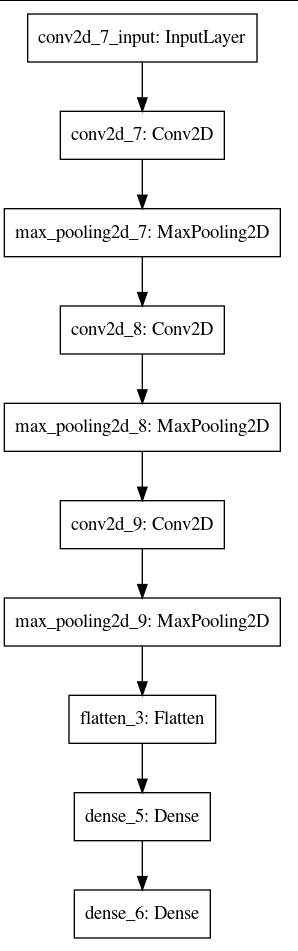 conv2d_7_input: InputLayer
conv2d_7: Conv2D
max_pooling2d_7: MaxPooling2D
conv2d_8: Conv2D
max_pooling2d_8: MaxPooling2D
conv2d_9: Conv2D
max_pooling2d_9: MaxPooling2D
flatten_3: Flatten
dense_5: Dense
dense_6: Dense